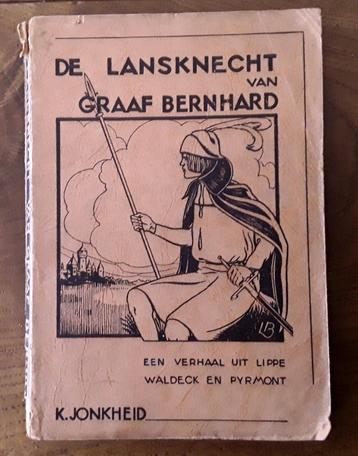 DE LANSKNECHT
VAN
GRAAF BERNHARD
LB
EEN VERHAAL UIT LIPPE
WALDECK EN PYRMONT
K. JONKHEID